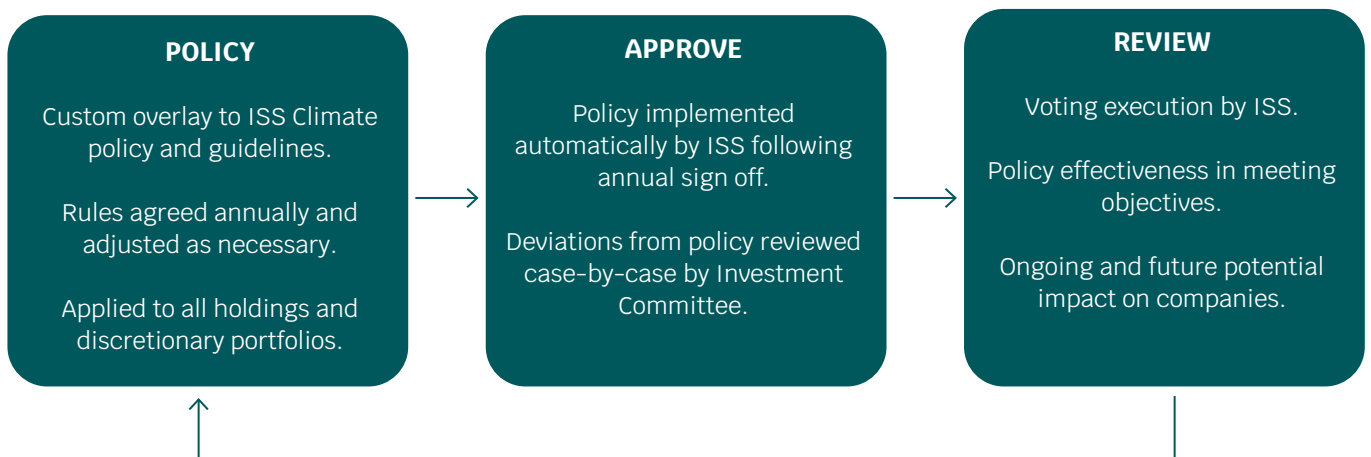 POLICY
Custom overlay to ISS Climate
policy and guidelines.
Rules agreed annually and
adjusted as necessary.
Applied to all holdings and
discretionary portfolios.
APPROVE
Policy implemented
automatically by ISS following
annual sign off.
Deviations from policy reviewed
case-by-case by Investment
Committee.
REVIEW
Voting execution by ISS.
Policy effectiveness in meeting
objectives.
Ongoing and future potential
impact on companies.